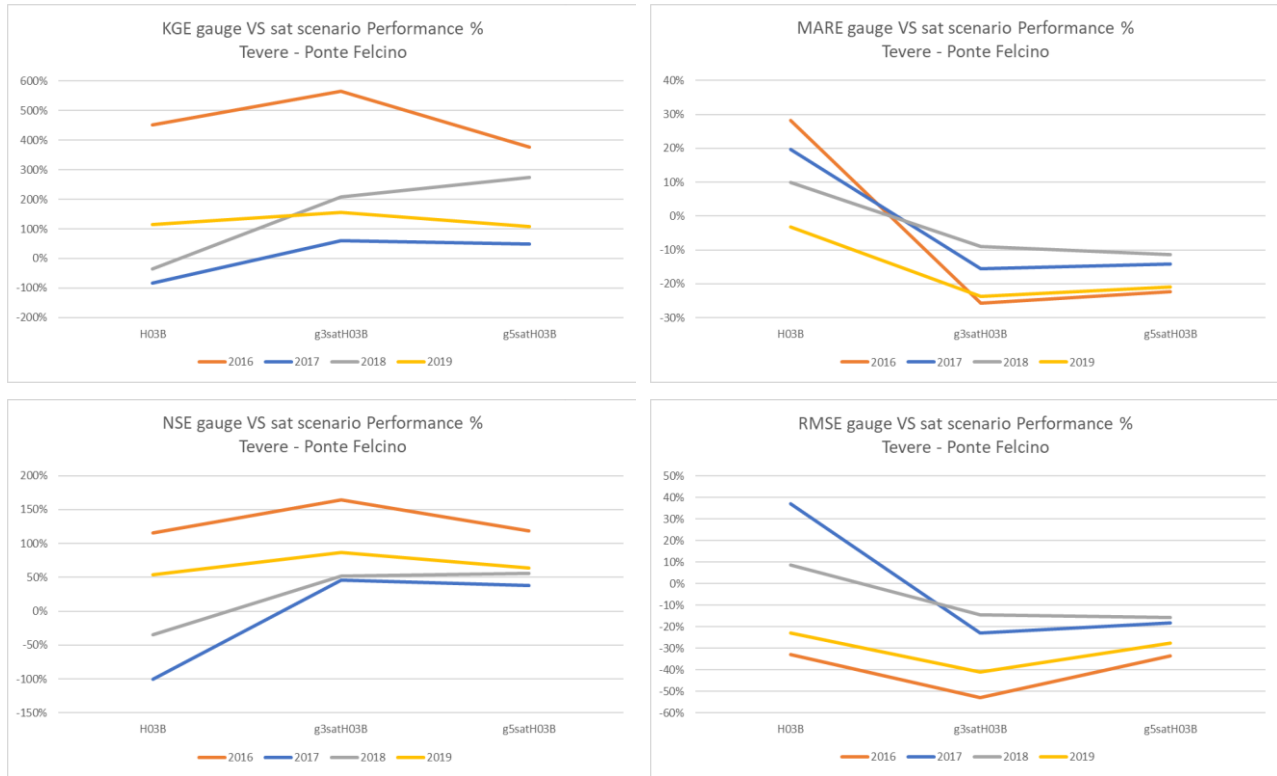 KGE gauge VS sat scenario Performance %
Tevere - Ponte Felcino
600%
500%
400%
300%
200%
100%
0%
-100%
-200%
H03B g3satH03B g5satH03B
2016 2017 2018 2019
MARE gauge VS sat scenario Performance %
Tevere - Ponte Felcino
40%
30%
20%
10%
0%
-10%
-20%
-30%
H03B g3satH03B g5satH03B
2016 2017 2018 2019
NSE gauge VS sat scenario Performance %
Tevere - Ponte Felcino
200%
150%
100%
50%
0%
-50%
-100%
-150%
H03B g3satH03B g5satH03B
2016 2017 2018 2019
RMSE gauge VS sat scenario Performance %
Tevere - Ponte Felcino
50%
40%
30%
20%
10%
0%
-10%
-20%
-30%
-40%
-50%
-60%
H03B g3satH03B g5satH03B
2016 2017 2018 2019